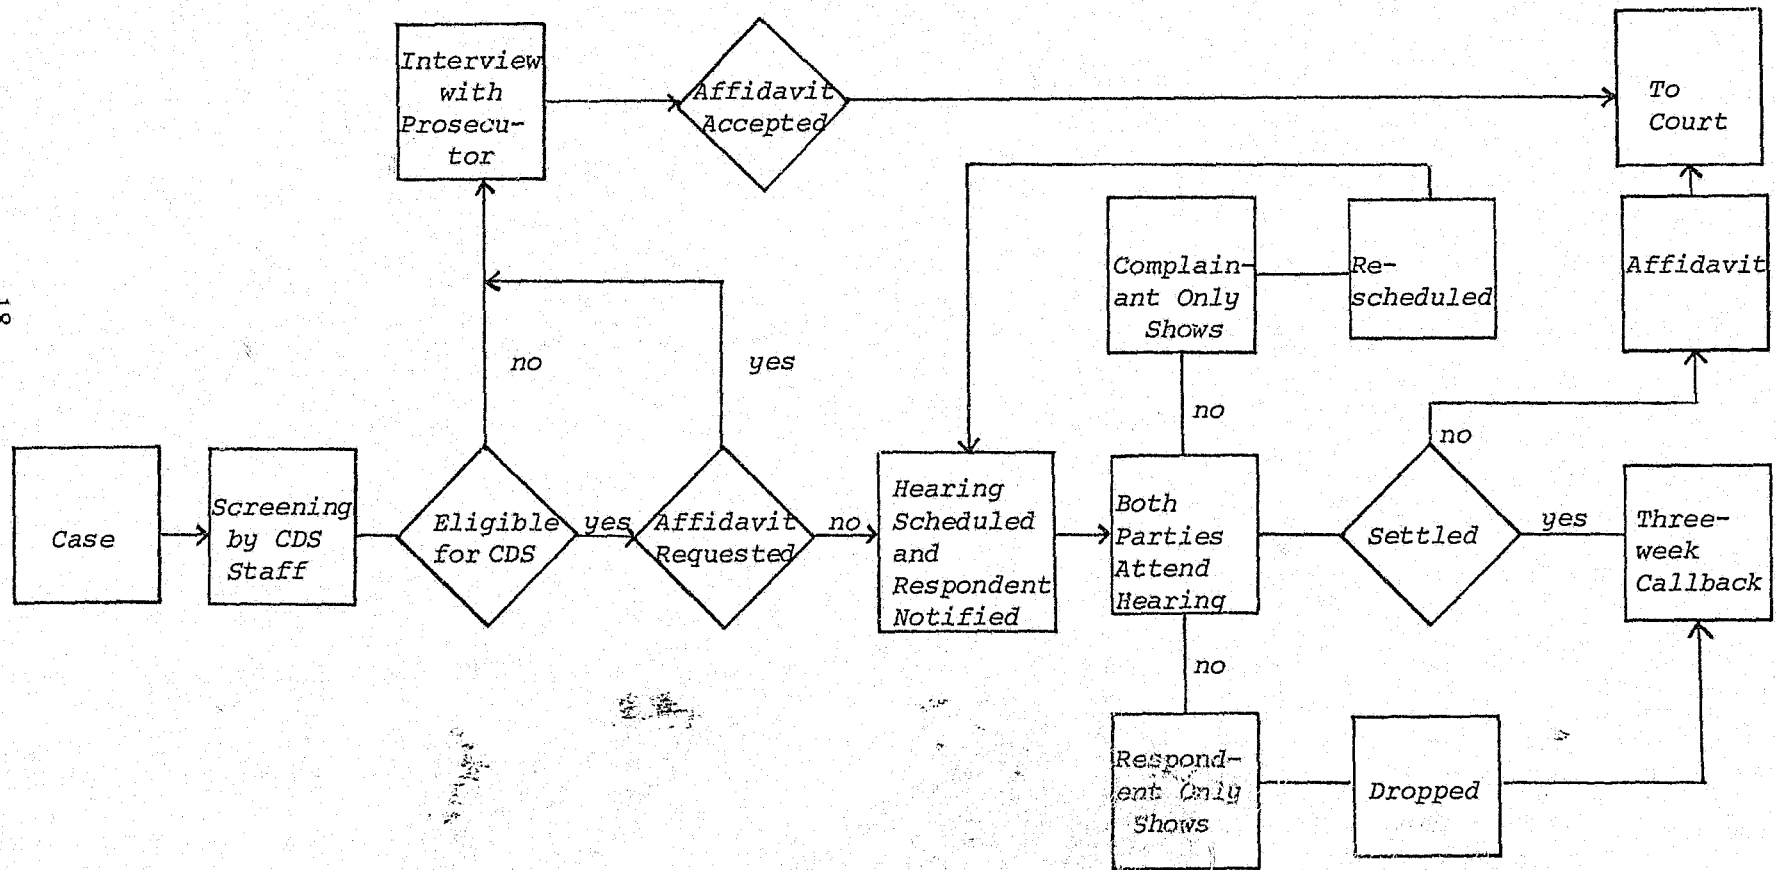 Interview
with
Prosecu-
tor
Affidavit
Accepted
To
Court
Complain-
ant Only
Shows
Re-
scheduled
Affidavit
18
no
yes
no
no
Case
Screening
by CDS
Staff
Eligible
for CDS
yes
Affidavit
Requested
no
Hearing
Scheduled
and
Respondent
Notified
Both
Parties
Attend
Hearing
Settled
yes
Three-
week
Callback
no
Respond-
ent Only
Shows
Dropped